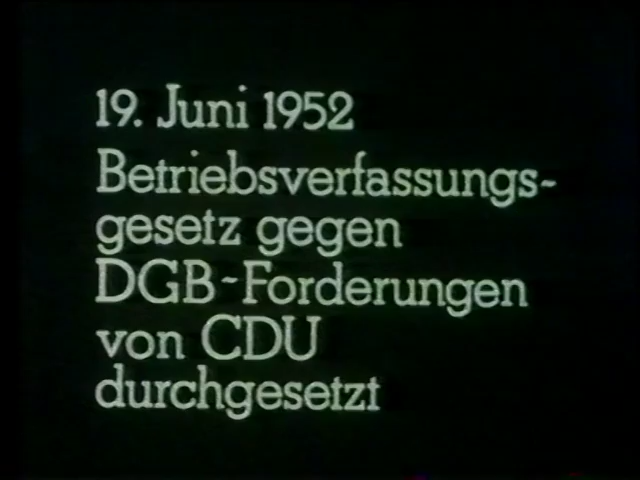 19. Juni 1952
Betriebsverfassungs-
gesetz gegen
DGB-Forderungen
von CDU
durchgesetzt